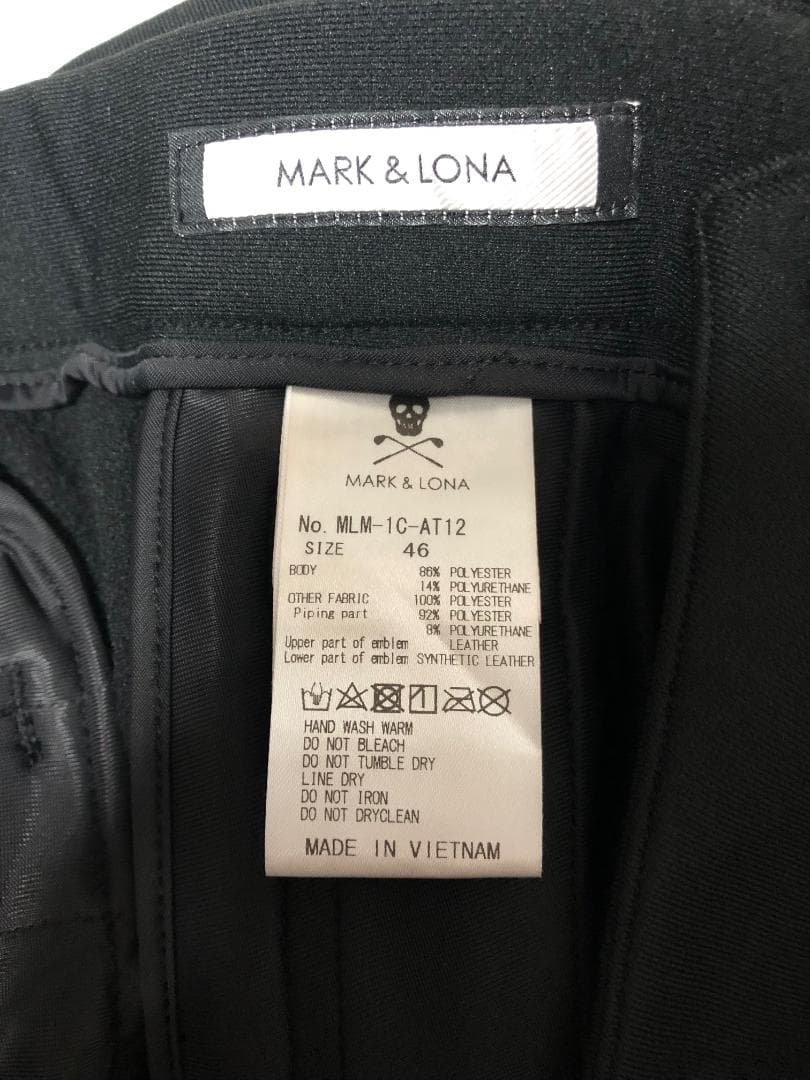 MARK & LONA
MARK & LONA
No. MLM-1C-AT12
SIZE 46
BODY 86% POLYESTER
14% POLYURETHANE
OTHER FABRIC 100% POLYESTER
Piping part 92% POLYESTER
8% POLYURETHANE
Upper part of emblem LEATHER
Lower part of emblem SYNTHETIC LEATHER
HAND WASH WARM
DO NOT BLEACH
DO NOT TUMBLE DRY
LINE DRY
DO NOT IRON
DO NOT DRYCLEAN
MADE IN VIETNAM